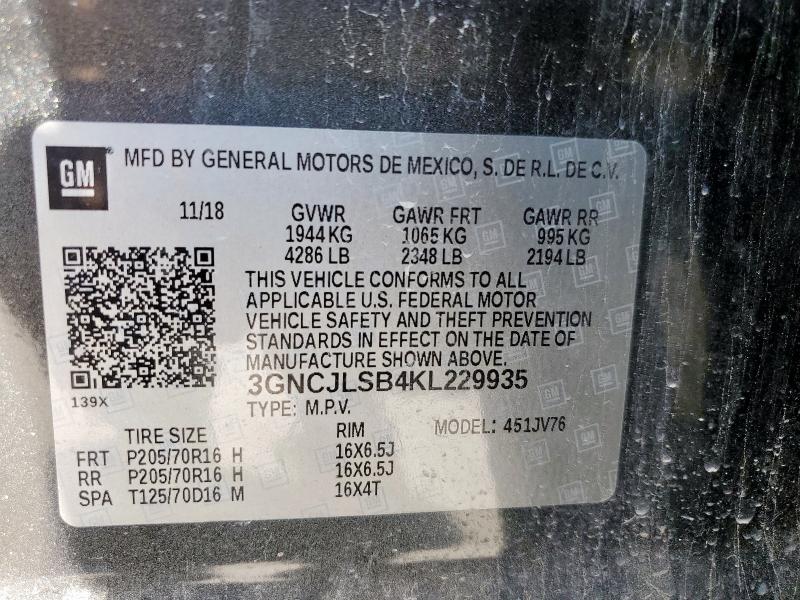 GM
MFD BY GENERAL MOTORS DE MEXICO, S. DE R.L. DE C.V.
11/18 GVWR GAWR FRT GAWR RR
1944 KG 1065 KG 995 KG
4286 LB 2348 LB 2194 LB
THIS VEHICLE CONFORMS TO ALL
APPLICABLE U.S. FEDERAL MOTOR
VEHICLE SAFETY AND THEFT PREVENTION
STANDARDS IN EFFECT ON THE DATE OF
MANUFACTURE SHOWN ABOVE.
3GNCJLSB4KL229935
139X
TYPE: M.P.V.
MODEL: 451JV76
TIRE SIZE RIM
FRT P205/70R16 H 16X6.5J
RR P205/70R16 H 16X6.5J
SPA T125/70D16 M 16X4T